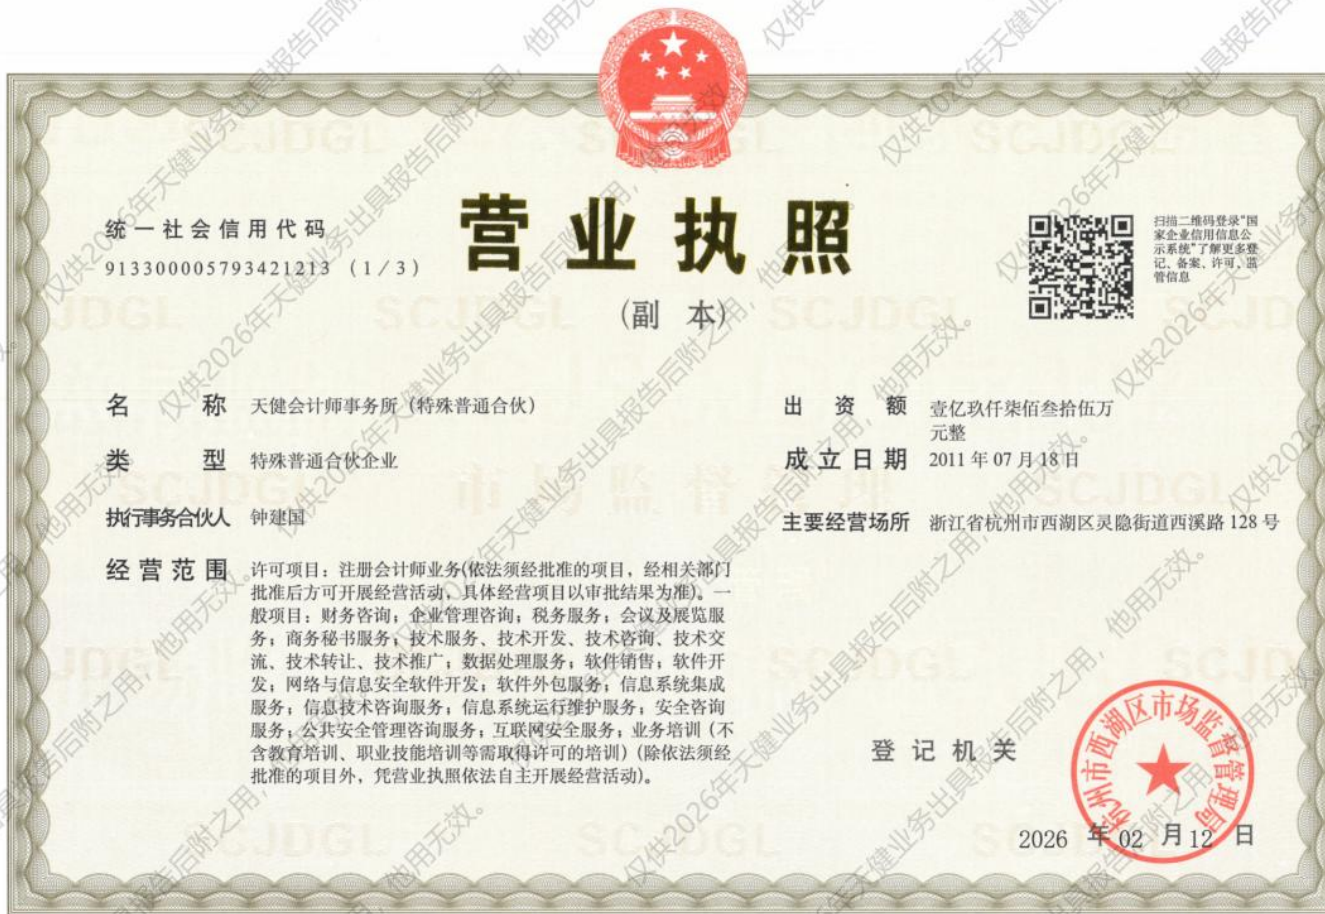 营业执照
(副 本)
统一社会信用代码
913300005793421213 (1/3)
扫描二维码登录“国
家企业信用信息公
示系统”了解更多登
记、备案、许可、监
管信息
名 称 天健会计师事务所（特殊普通合伙）
类 型 特殊普通合伙企业
执行事务合伙人 钟建国
经营范围 许可项目：注册会计师业务(依法须经批准的项目，经相关部门
批准后方可开展经营活动，具体经营项目以审批结果为准)。一
般项目：财务咨询；企业管理咨询；税务服务；会议及展览服
务；商务秘书服务；技术服务、技术开发、技术咨询、技术交
流、技术转让、技术推广；数据处理服务；软件销售；软件开
发；网络与信息安全软件开发；软件外包服务；信息系统集成
服务；信息技术咨询服务；信息系统运行维护服务；安全咨询
服务；公共安全管理咨询服务；互联网安全服务；业务培训（不
含教育培训、职业技能培训等需取得许可的培训）(除依法须经
批准的项目外，凭营业执照依法自主开展经营活动)。
出 资 额 壹亿玖仟柒佰叁拾伍万
元整
成立日期 2011 年 07 月 18 日
主要经营场所 浙江省杭州市西湖区灵隐街道西溪路 128 号
登记机关
杭州市西湖区市场监督管理局
2026 年 02 月 12 日
仅供2026年天健业务出具报告后附之用，他用无效。
SCJDGL
市场监督管理